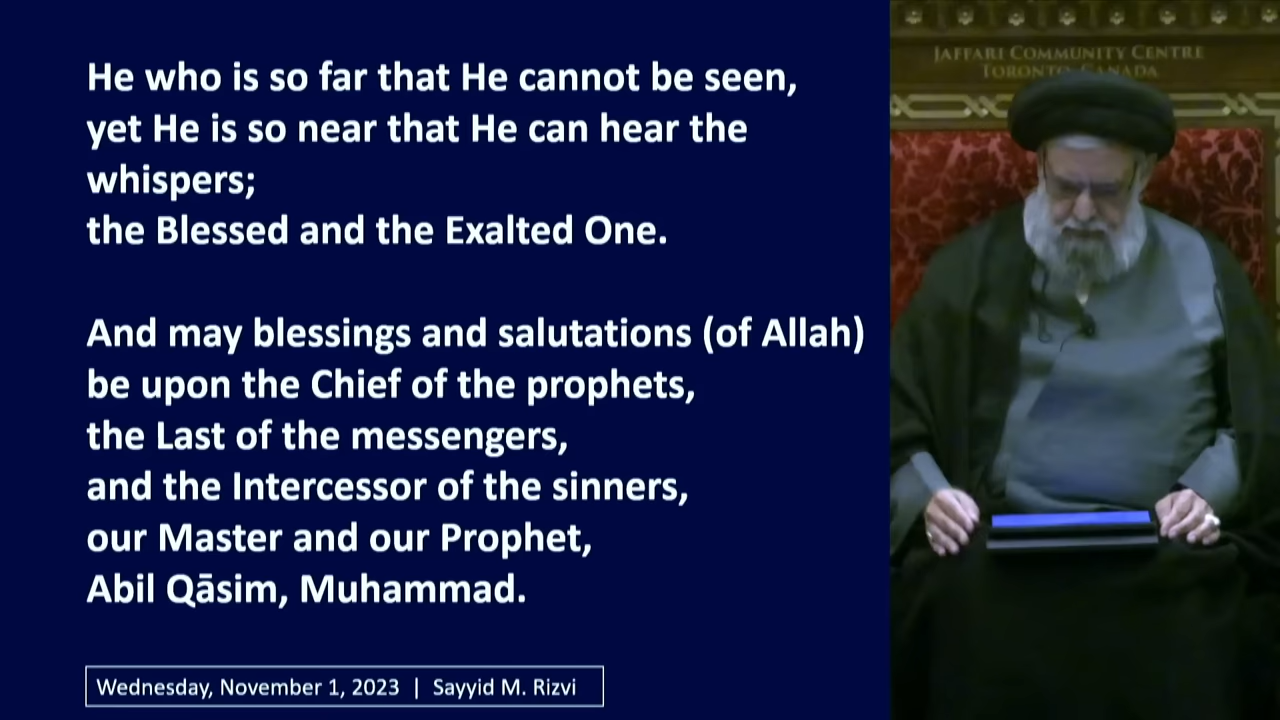 He who is so far that He cannot be seen,
yet He is so near that He can hear the
whispers;
the Blessed and the Exalted One.
And may blessings and salutations (of Allah)
be upon the Chief of the prophets,
the Last of the messengers,
and the Intercessor of the sinners,
our Master and our Prophet,
Abil Qāsim, Muhammad.
Wednesday, November 1, 2023 | Sayyid M. Rizvi
JAFFARI COMMUNITY CENTRE
TORONTO, CANADA